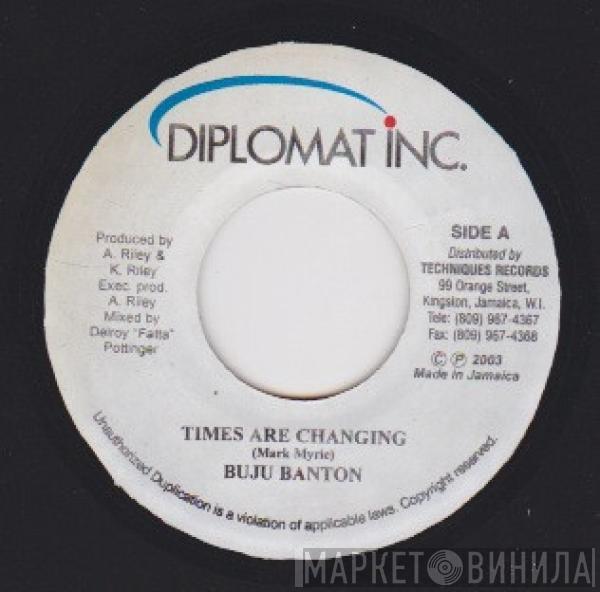 DIPLOMAT INC.
Produced by
A. Riley &
K. Riley
Exec. prod.
A. Riley
Mixed by
Delroy "Fatta"
Pottinger
SIDE A
Distributed by
TECHNIQUES RECORDS
99 Orange Street,
Kingston, Jamaica, W.I.
Tele: (809) 967-4367
Fax: (809) 967-4368
© ℗ 2003
Made in Jamaica
TIMES ARE CHANGING
(Mark Myrie)
BUJU BANTON
Unauthorized Duplication is a violation of applicable laws. Copyright reserved.
МАРКЕТ ВИНИЛА